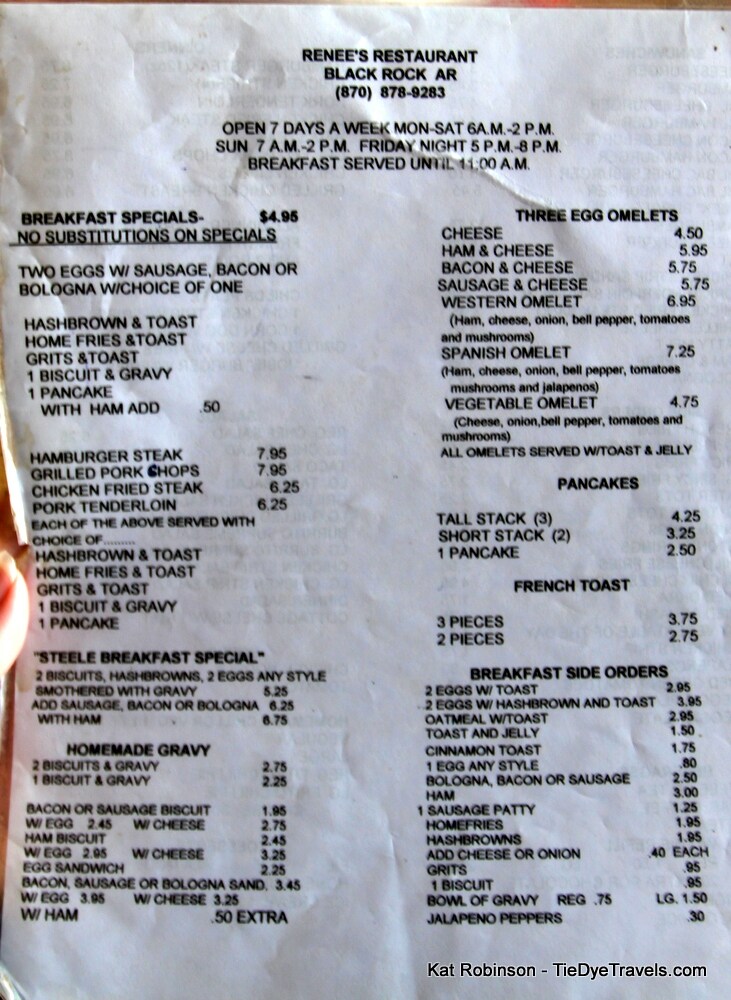 RENEE'S RESTAURANT
BLACK ROCK AR
(870) 878-9283
OPEN 7 DAYS A WEEK MON-SAT 6A.M.-2 P.M.
SUN 7 A.M.-2 P.M. FRIDAY NIGHT 5 P.M.-8 P.M.
BREAKFAST SERVED UNTIL 11:00 A.M.
BREAKFAST SPECIALS- $4.95
NO SUBSTITUTIONS ON SPECIALS
TWO EGGS W/ SAUSAGE, BACON OR
BOLOGNA W/CHOICE OF ONE
HASHBROWN & TOAST
HOME FRIES &TOAST
GRITS &TOAST
1 BISCUIT & GRAVY
1 PANCAKE
WITH HAM ADD .50
HAMBURGER STEAK 7.95
GRILLED PORK CHOPS 7.95
CHICKEN FRIED STEAK 6.25
PORK TENDERLOIN 6.25
EACH OF THE ABOVE SERVED WITH
CHOICE OF.........
HASHBROWN & TOAST
HOME FRIES & TOAST
GRITS & TOAST
1 BISCUIT & GRAVY
1 PANCAKE
"STEELE BREAKFAST SPECIAL"
2 BISCUITS, HASHBROWNS, 2 EGGS ANY STYLE
SMOTHERED WITH GRAVY 5.25
ADD SAUSAGE, BACON OR BOLOGNA 6.25
WITH HAM 6.75
HOMEMADE GRAVY
2 BISCUITS & GRAVY 2.75
1 BISCUIT & GRAVY 2.25
BACON OR SAUSAGE BISCUIT 1.95
W/ EGG 2.45 W/ CHEESE 2.75
HAM BISCUIT 2.45
W/ EGG 2.95 W/ CHEESE 3.25
EGG SANDWICH 2.25
BACON, SAUSAGE OR BOLOGNA SAND. 3.45
W/ EGG 3.95 W/ CHEESE 3.25
W/ HAM .50 EXTRA
THREE EGG OMELETS
CHEESE 4.50
HAM & CHEESE 5.95
BACON & CHEESE 5.75
SAUSAGE & CHEESE 5.75
WESTERN OMELET 6.95
(Ham, cheese, onion, bell pepper, tomatoes
and mushrooms)
SPANISH OMELET 7.25
(Ham, cheese, onion, bell pepper, tomatoes
mushrooms and jalapenos)
VEGETABLE OMELET 4.75
(Cheese, onion,bell pepper, tomatoes and
mushrooms)
ALL OMELETS SERVED W/TOAST & JELLY
PANCAKES
TALL STACK (3) 4.25
SHORT STACK (2) 3.25
1 PANCAKE 2.50
FRENCH TOAST
3 PIECES 3.75
2 PIECES 2.75
BREAKFAST SIDE ORDERS
2 EGGS W/ TOAST 2.95
2 EGGS W/ HASHBROWN AND TOAST 3.95
OATMEAL W/TOAST 2.95
TOAST AND JELLY 1.50
CINNAMON TOAST 1.75
1 EGG ANY STYLE .80
BOLOGNA, BACON OR SAUSAGE 2.50
HAM 3.00
1 SAUSAGE PATTY 1.25
HOMEFRIES 1.95
HASHBROWNS 1.95
ADD CHEESE OR ONION .40 EACH
GRITS .95
1 BISCUIT .95
BOWL OF GRAVY REG .75 LG. 1.50
JALAPENO PEPPERS .30
Kat Robinson - TieDyeTravels.com